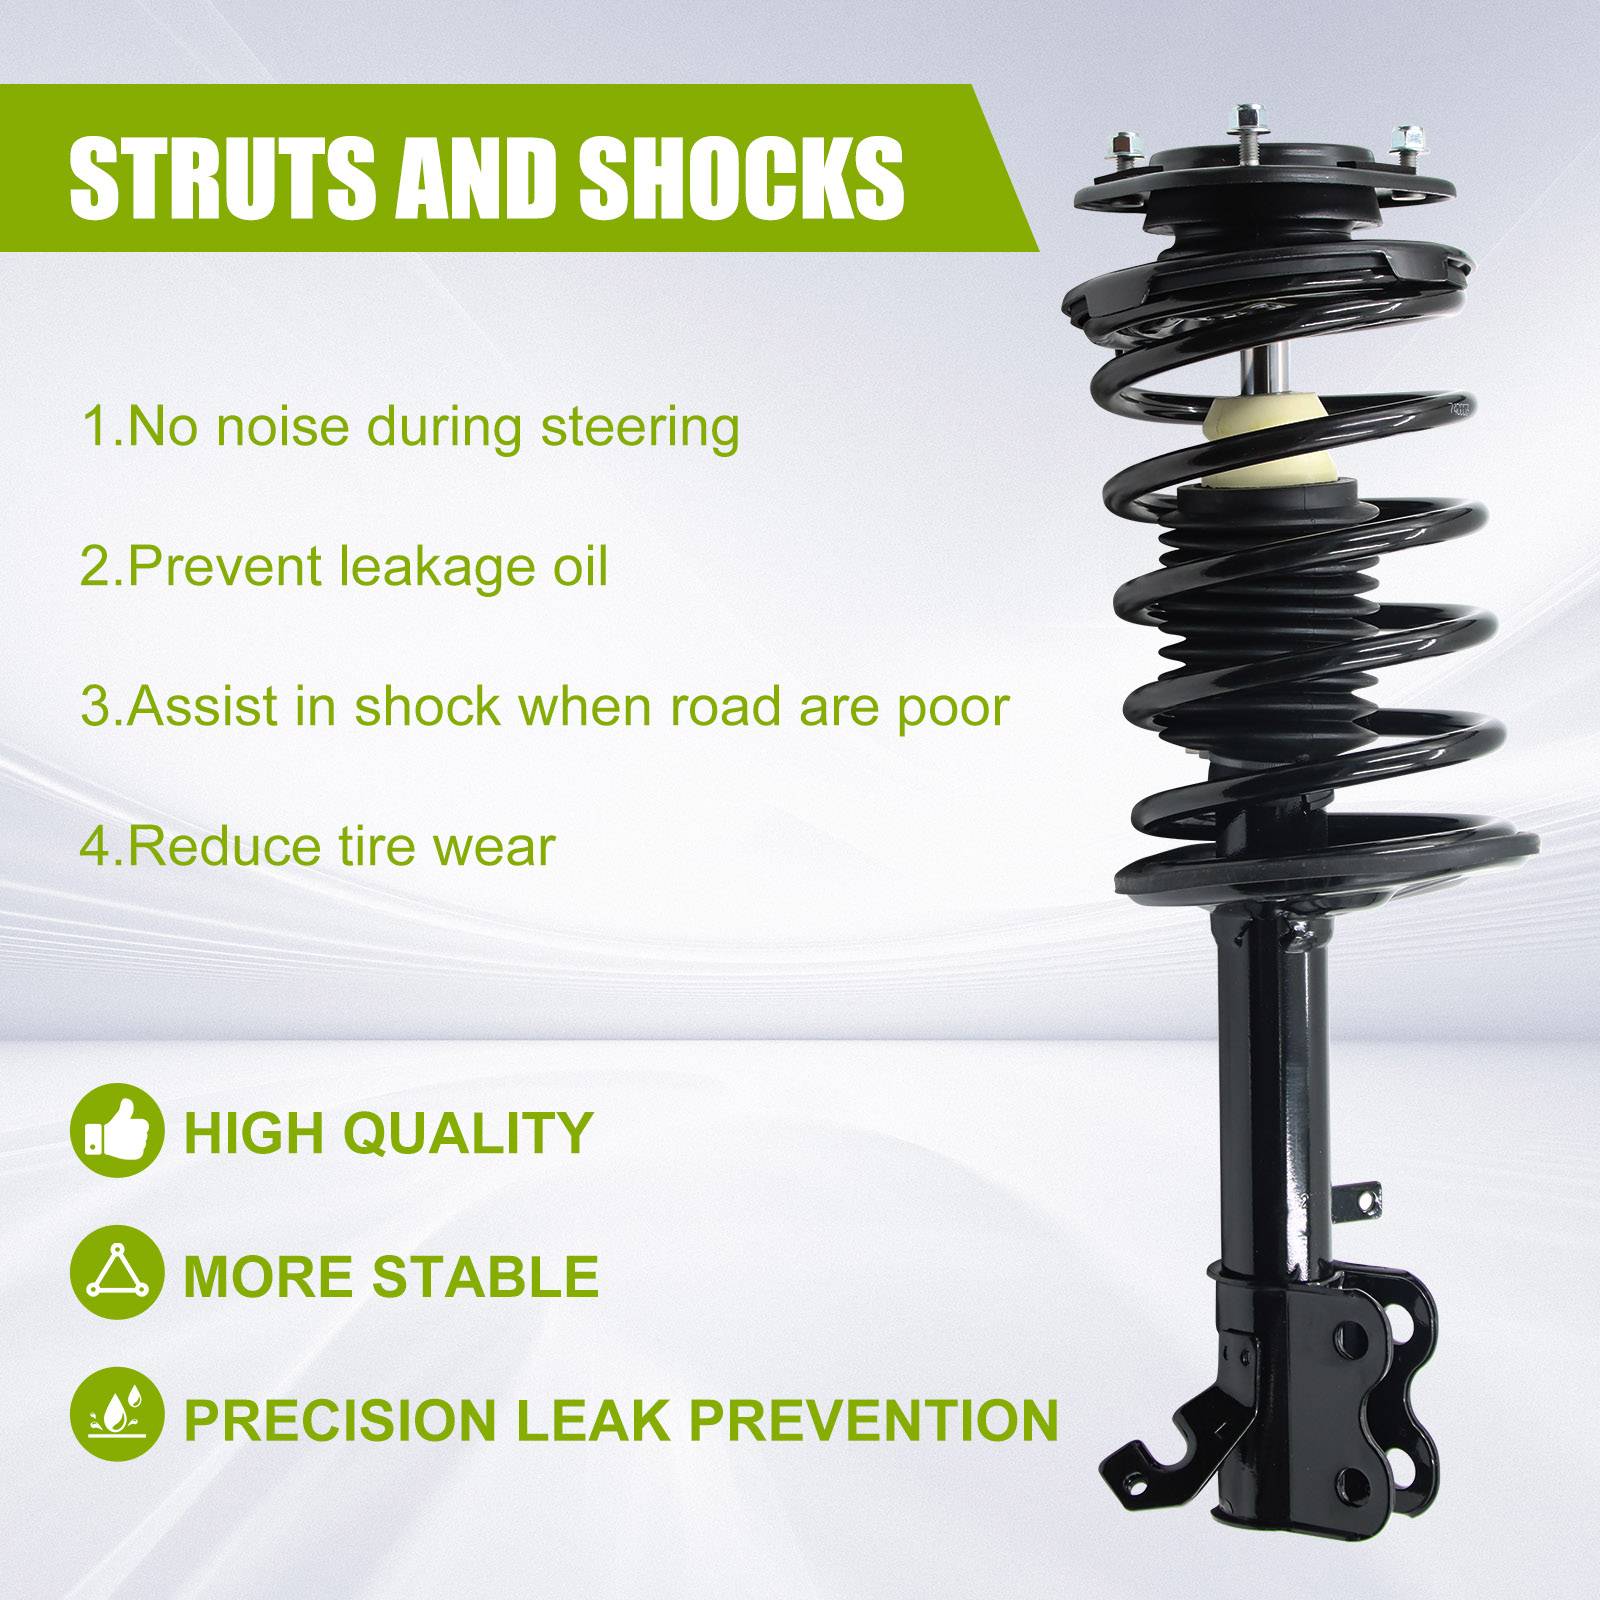 STRUTS AND SHOCKS
1.No noise during steering
2.Prevent leakage oil
3.Assist in shock when road are poor
4.Reduce tire wear
HIGH QUALITY
MORE STABLE
PRECISION LEAK PREVENTION